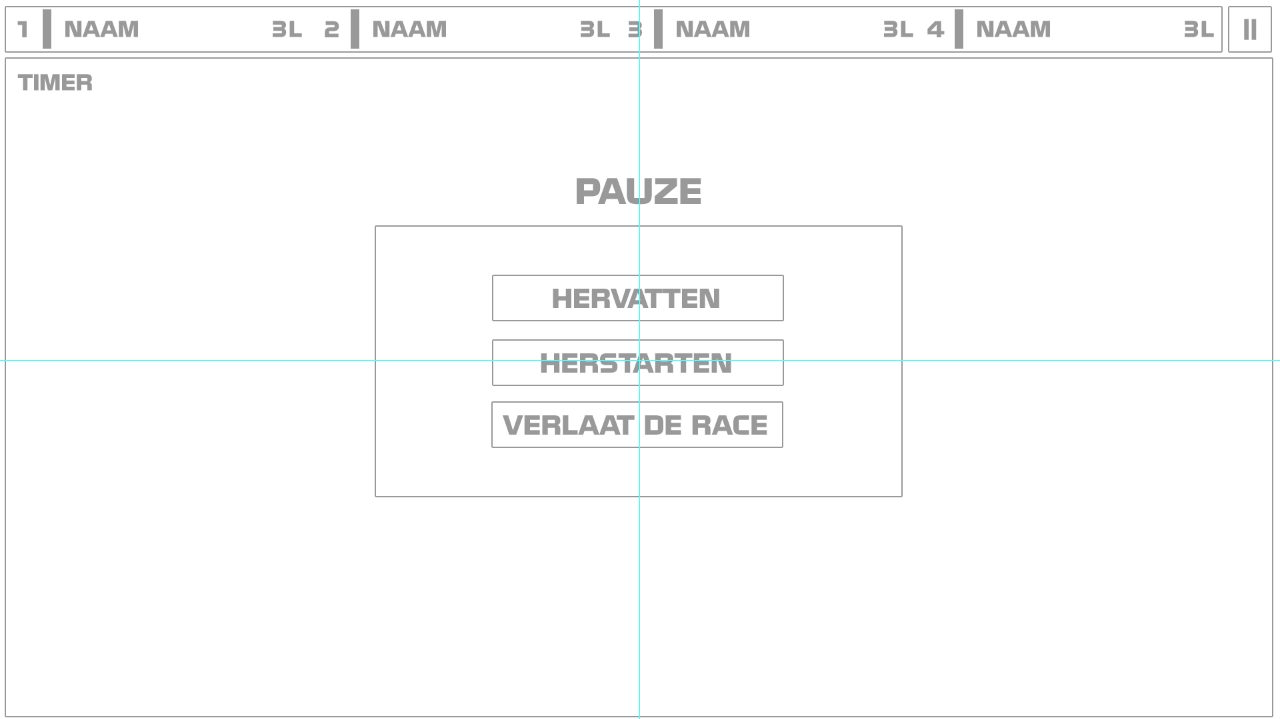 1 NAAM 3L 2 NAAM 3L 3 NAAM 3L 4 NAAM 3L
TIMER
PAUZE
HERVATTEN
HERSTARTEN
VERLAAT DE RACE